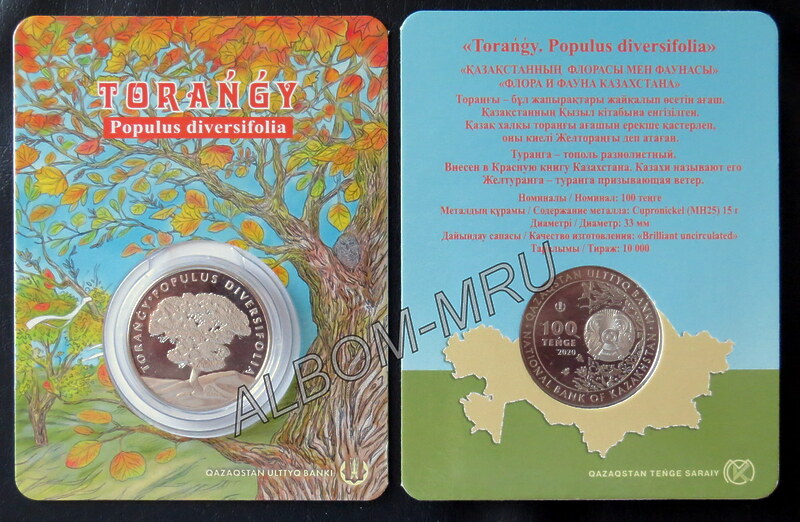 TORAŃǴY
Populus diversifolia
TORAŃǴY•POPULUS DIVERSIFOLIA
QAZAQSTAN ULTTYQ BANKI
«Torańǵy. Populus diversifolia»
«ҚАЗАҚСТАННЫҢ ФЛОРАСЫ МЕН ФАУНАСЫ»
«ФЛОРА И ФАУНА КАЗАХСТАНА»
Тораңғы – бұл жапырақтары жайқалып өсетін ағаш.
Қазақстанның Қызыл кітабына енгізілген.
Қазақ халқы тораңғы ағашын ерекше қастерлеп,
оны киелі Желтораңғы деп атаған.
Туранга – тополь разнолистный.
Внесен в Красную книгу Казахстана. Казахи называют его
Желтуранга – туранга призывающая ветер.
Номиналы / Номинал: 100 тенге
Металдың құрамы / Содержание металла: Cupronickel (МН25) 15 г
Диаметрі / Диаметр: 33 мм
Дайындау сапасы / Качество изготовления: «Brilliant uncirculated»
Таралымы / Тираж: 10 000
QAZAQSTAN ULTTYQ BANKI
100
TEŃGE
2020
NATIONAL BANK OF KAZAKHSTAN
QAZAQSTAN TEŃGE SARAIY
ALBOM-MRU